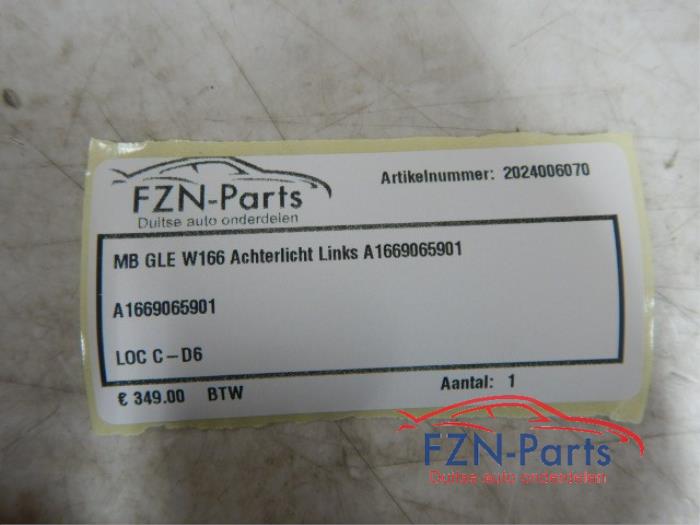 FZN-Parts
Duitse auto onderdelen
Artikelnummer: 2024006070
MB GLE W166 Achterlicht Links A1669065901
A1669065901
LOC C-D6
€ 349.00 BTW
Aantal: 1
FZN-Parts
Duitse auto onderdelen